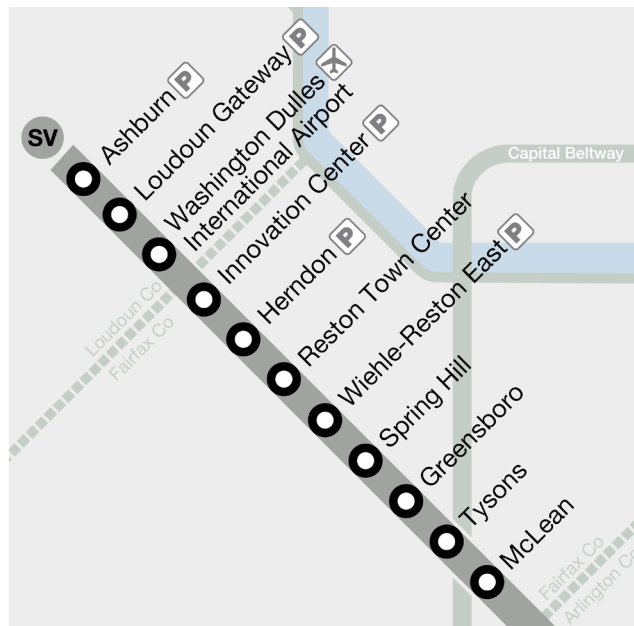 SV
Ashburn P
Loudoun Gateway P
Washington Dulles
International Airport
Innovation Center P
Herndon P
Reston Town Center
Wiehle-Reston East P
Spring Hill
Greensboro
Tysons
McLean
Capital Beltway
Loudoun Co
Fairfax Co
Fairfax Co
Arlington Co